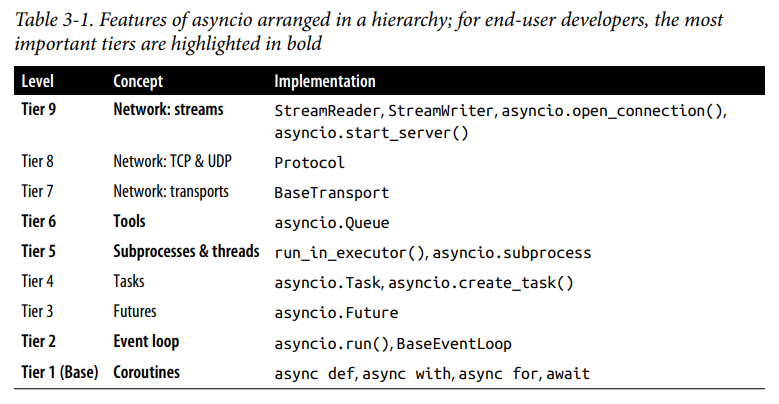 Table 3-1. Features of asyncio arranged in a hierarchy; for end-user developers, the most
important tiers are highlighted in bold
Level Concept Implementation
Tier 9 Network: streams StreamReader, StreamWriter, asyncio.open_connection(),
asyncio.start_server()
Tier 8 Network: TCP & UDP Protocol
Tier 7 Network: transports BaseTransport
Tier 6 Tools asyncio.Queue
Tier 5 Subprocesses & threads run_in_executor(), asyncio.subprocess
Tier 4 Tasks asyncio.Task, asyncio.create_task()
Tier 3 Futures asyncio.Future
Tier 2 Event loop asyncio.run(), BaseEventLoop
Tier 1 (Base) Coroutines async def, async with, async for, await